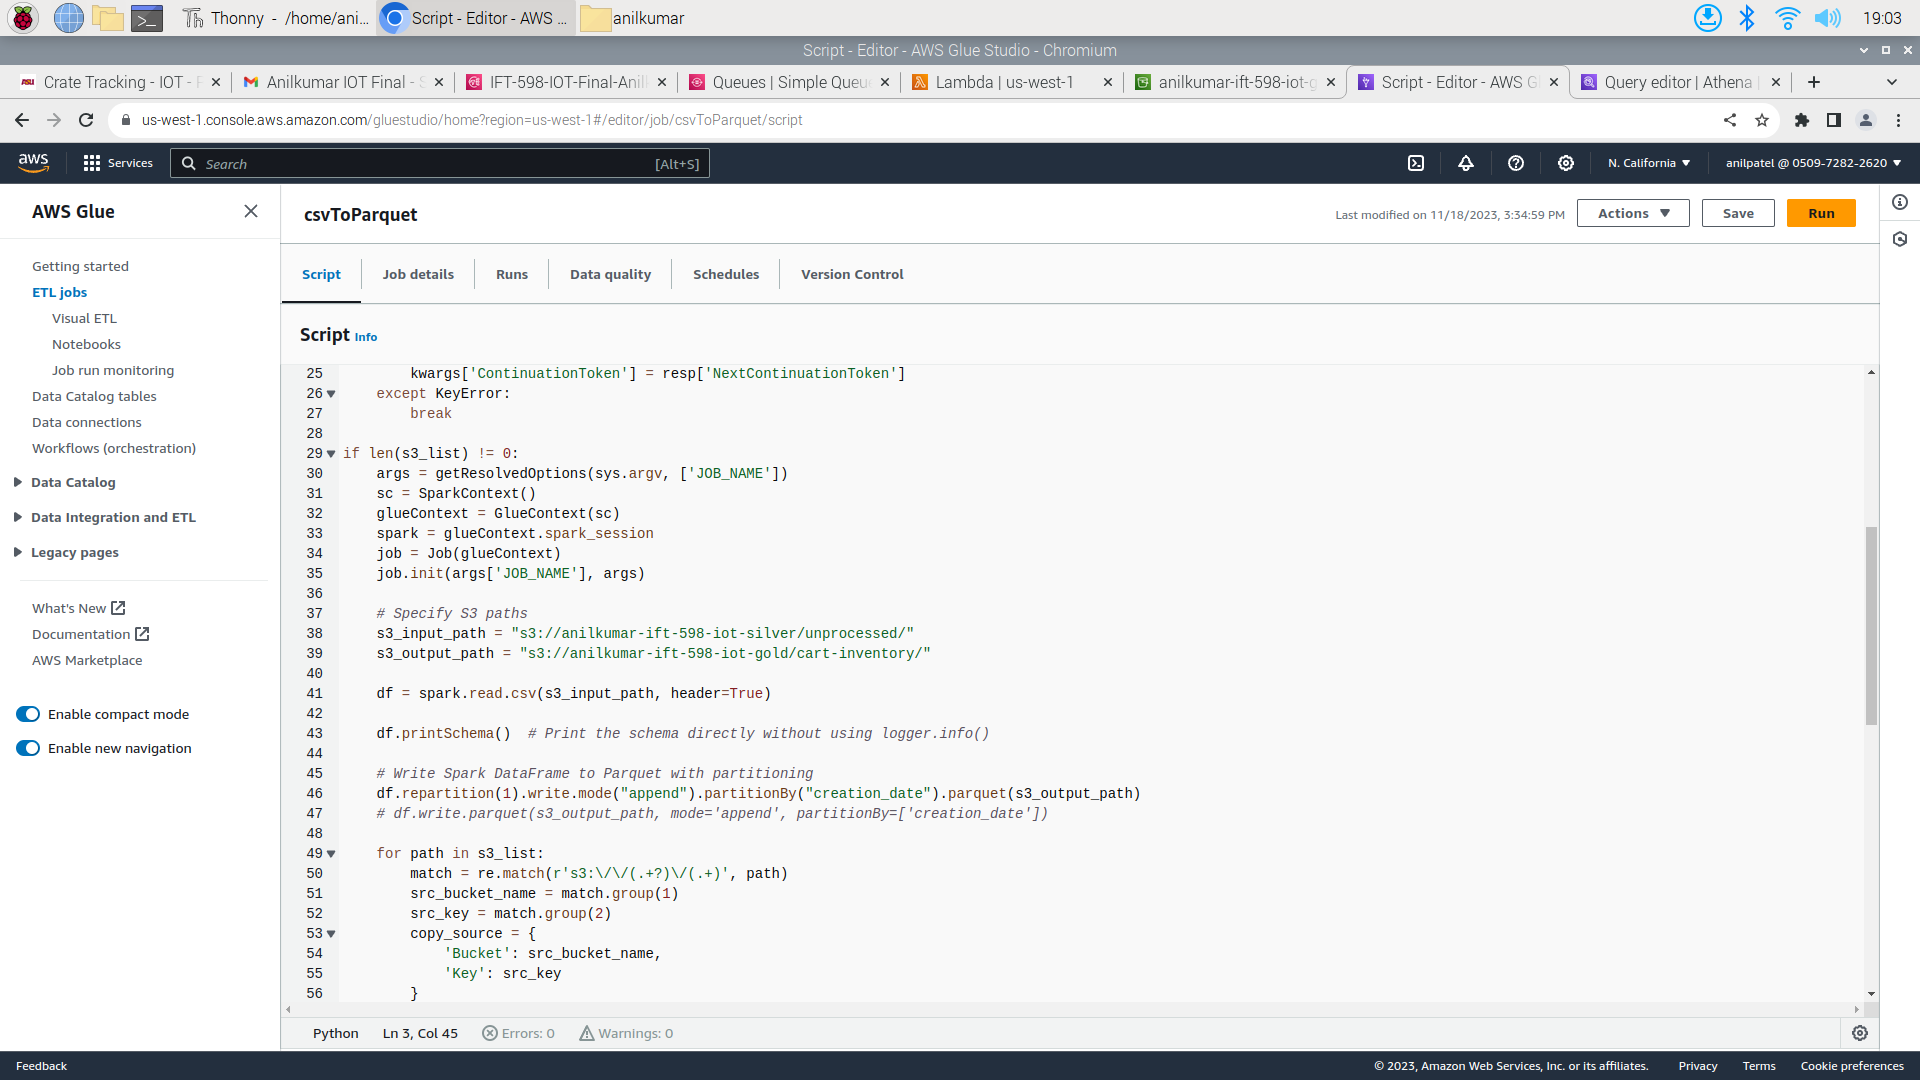 Thonny - /home/ani...
Script - Editor - AWS ...
anilkumar
19:03
Script - Editor - AWS Glue Studio - Chromium
Crate Tracking - IOT -
Anilkumar IOT Final -
IFT-598-IOT-Final-Anil
Queues | Simple Queu
Lambda | us-west-1
anilkumar-ift-598-iot-g
Script - Editor - AWS G
Query editor | Athena |
us-west-1.console.aws.amazon.com/gluestudio/home?region=us-west-1#/editor/job/csvToParquet/script
aws
Services
Search
[Alt+S]
N. California
anilpatel @ 0509-7282-2620
AWS Glue
Getting started
ETL jobs
Visual ETL
Notebooks
Job run monitoring
Data Catalog tables
Data connections
Workflows (orchestration)
Data Catalog
Data Integration and ETL
Legacy pages
What's New
Documentation
AWS Marketplace
Enable compact mode
Enable new navigation
csvToParquet
Last modified on 11/18/2023, 3:34:59 PM
Actions
Save
Run
Script
Job details
Runs
Data quality
Schedules
Version Control
Script Info
25         kwargs['ContinuationToken'] = resp['NextContinuationToken']
26     except KeyError:
27         break
28
29 if len(s3_list) != 0:
30     args = getResolvedOptions(sys.argv, ['JOB_NAME'])
31     sc = SparkContext()
32     glueContext = GlueContext(sc)
33     spark = glueContext.spark_session
34     job = Job(glueContext)
35     job.init(args['JOB_NAME'], args)
36
37     # Specify S3 paths
38     s3_input_path = "s3://anilkumar-ift-598-iot-silver/unprocessed/"
39     s3_output_path = "s3://anilkumar-ift-598-iot-gold/cart-inventory/"
40
41     df = spark.read.csv(s3_input_path, header=True)
42
43     df.printSchema()  # Print the schema directly without using logger.info()
44
45     # Write Spark DataFrame to Parquet with partitioning
46     df.repartition(1).write.mode("append").partitionBy("creation_date").parquet(s3_output_path)
47     # df.write.parquet(s3_output_path, mode='append', partitionBy=['creation_date'])
48
49     for path in s3_list:
50         match = re.match(r's3:\/\/(.+?)\/(.+)', path)
51         src_bucket_name = match.group(1)
52         src_key = match.group(2)
53         copy_source = {
54             'Bucket': src_bucket_name,
55             'Key': src_key
56         }
Python
Ln 3, Col 45
Errors: 0
Warnings: 0
Feedback
© 2023, Amazon Web Services, Inc. or its affiliates.
Privacy
Terms
Cookie preferences